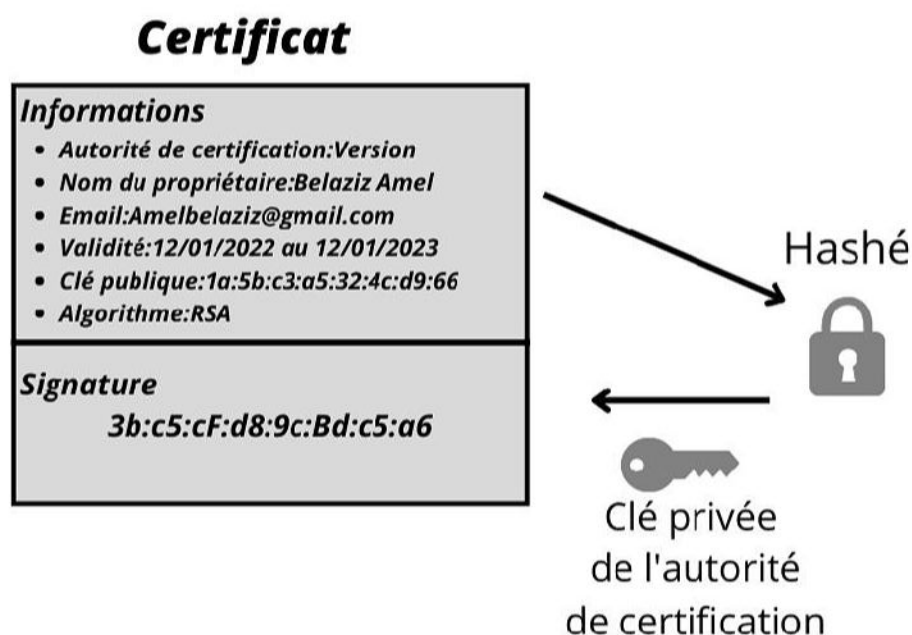 Certificat
Informations
• Autorité de certification:Version
• Nom du propriétaire:Belaziz Amel
• Email:Amelbelaziz@gmail.com
• Validité:12/01/2022 au 12/01/2023
• Clé publique:1a:5b:c3:a5:32:4c:d9:66
• Algorithme:RSA
Hashé
Signature
3b:c5:cF:d8:9c:Bd:c5:a6
Clé privée
de l'autorité
de certification